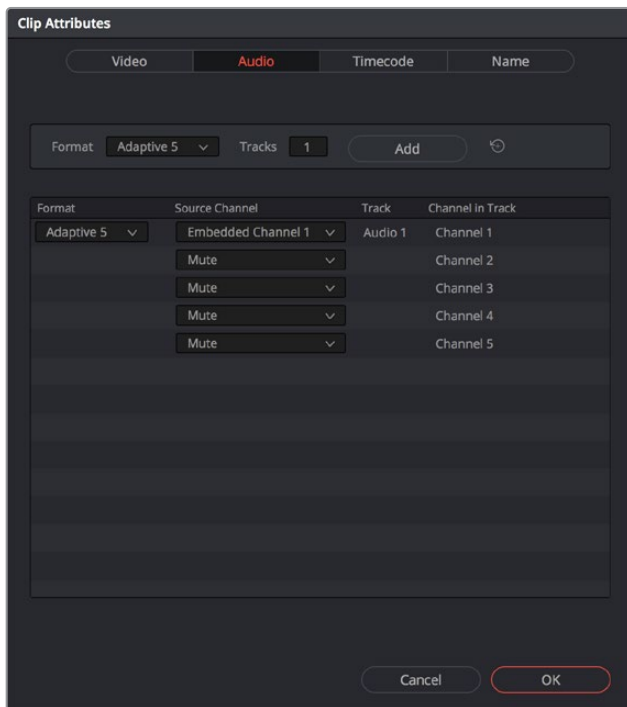 Clip Attributes
Video Audio Timecode Name
Format Adaptive 5 Tracks 1 Add
Format Source Channel Track Channel in Track
Adaptive 5 Embedded Channel 1 Audio 1 Channel 1
Mute Channel 2
Mute Channel 3
Mute Channel 4
Mute Channel 5
Cancel OK